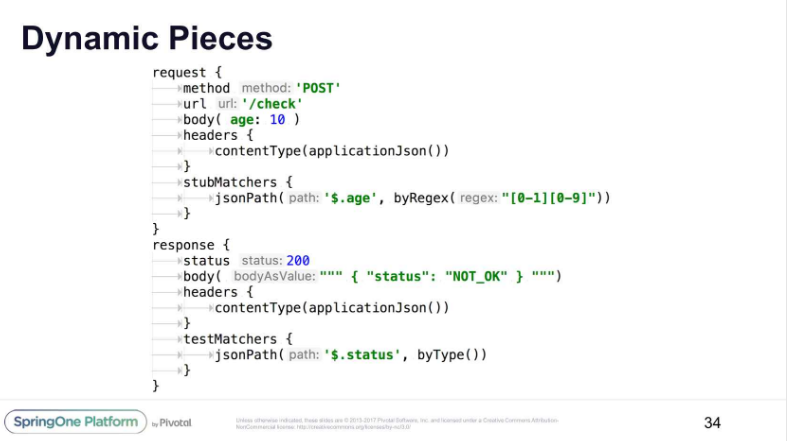 Dynamic Pieces
request {
method method: 'POST'
url url: '/check'
body( age: 10 )
headers {
contentType(applicationJson())
}
stubMatchers {
jsonPath( path: '$.age', byRegex( regex: "[0-1][0-9]"))
}
}
response {
status status: 200
body( bodyAsValue: """ { "status": "NOT_OK" } """)
headers {
contentType(applicationJson())
}
testMatchers {
jsonPath( path: '$.status', byType())
}
}
SpringOne Platform by Pivotal
Unless otherwise indicated, these slides are © 2013-2017 Pivotal Software, Inc. and licensed under a Creative Commons Attribution-
NonCommercial license: http://creativecommons.org/licenses/by-nc/3.0/
34